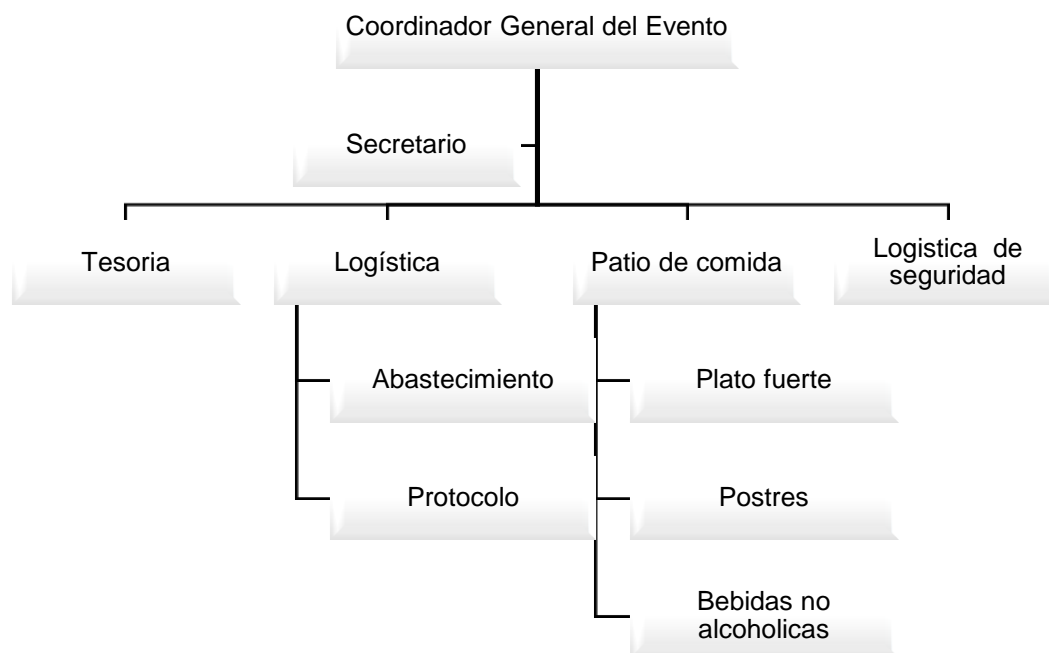 Coordinador General del Evento
Secretario
Tesoria
Logística
Patio de comida
Logistica de
seguridad
Abastecimiento
Plato fuerte
Protocolo
Postres
Bebidas no
alcoholicas